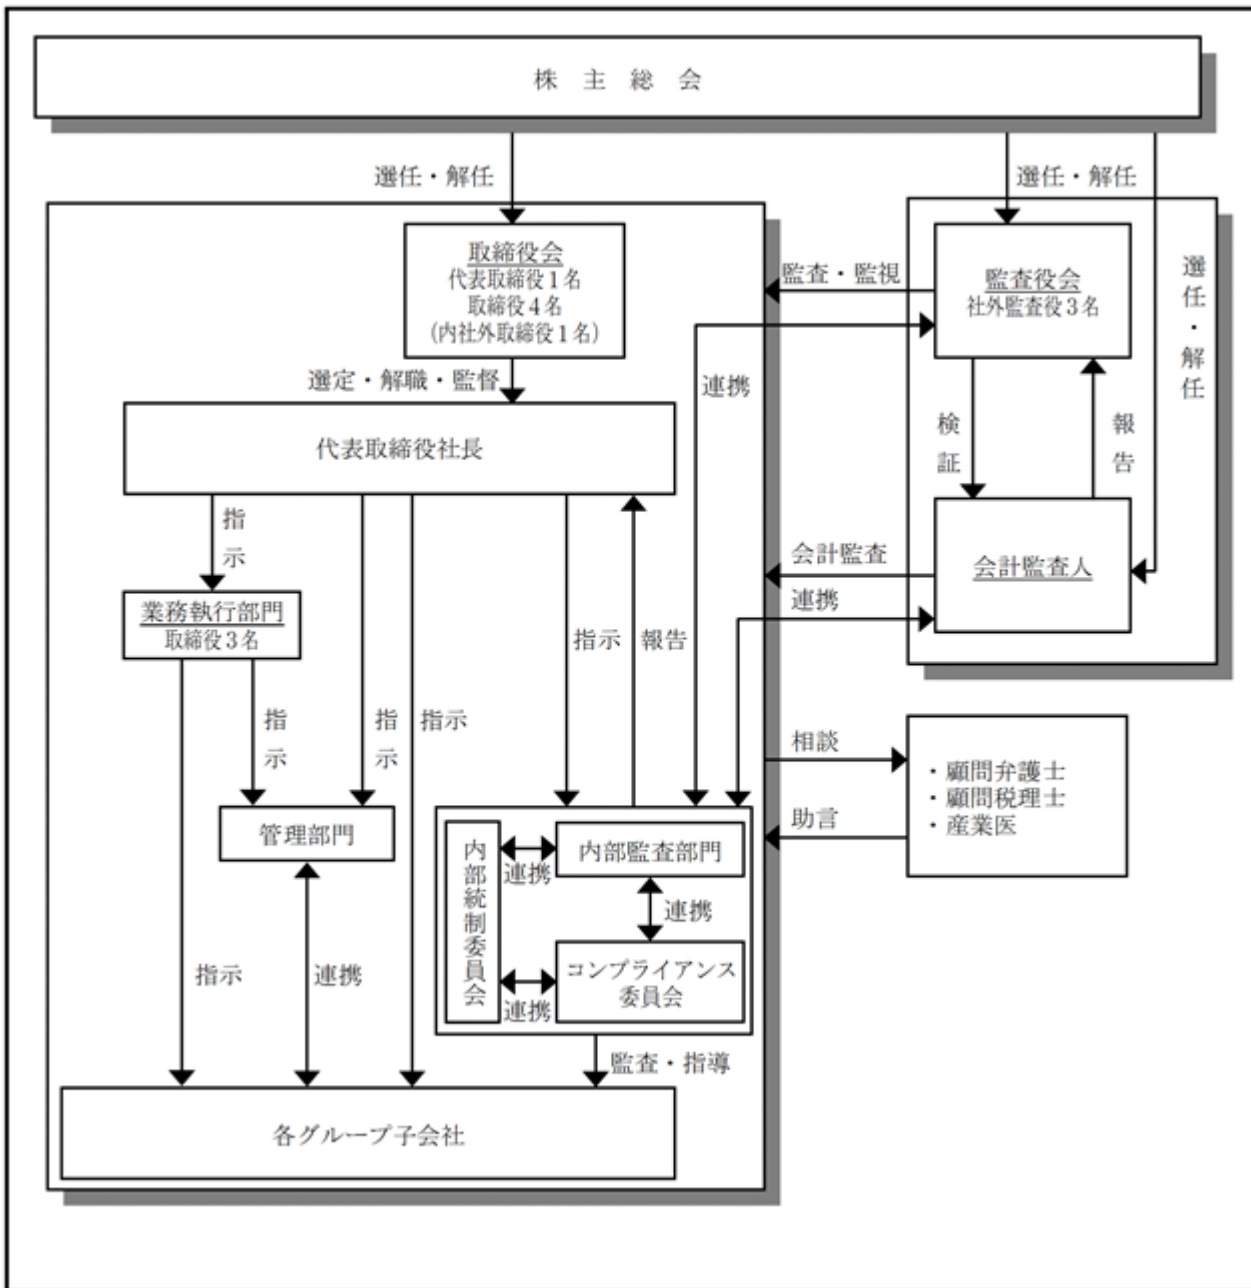 株主総会
選任・解任
選任・解任
選任・解任
取締役会
代表取締役1名
取締役4名
(内社外取締役1名)
監査・監視
監査役会
社外監査役3名
選定・解職・監督
連携
検証
報告
代表取締役社長
指示
会計監査
会計監査人
連携
業務執行部門
取締役3名
指示
報告
指示
指示
指示
相談
・顧問弁護士
・顧問税理士
・産業医
助言
管理部門
内部統制委員会
連携
内部監査部門
連携
連携
コンプライアンス
委員会
指示
連携
監査・指導
各グループ子会社